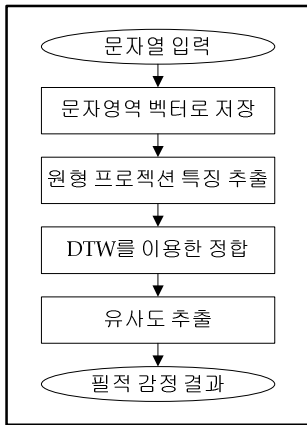 문자열 입력
문자영역 벡터로 저장
원형 프로젝션 특징 추출
DTW를 이용한 정합
유사도 추출
필적 감정 결과